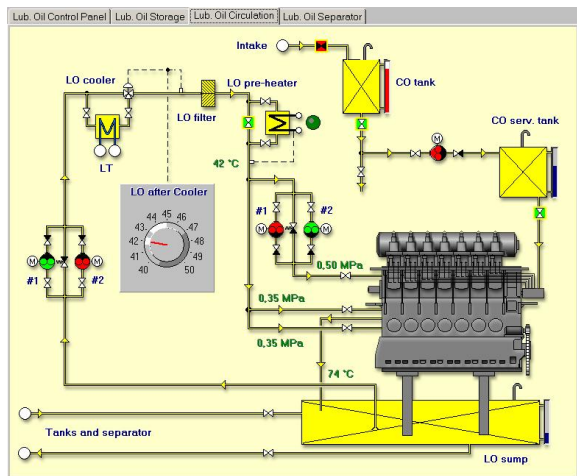 Lub. Oil Control Panel
Lub. Oil Storage
Lub. Oil Circulation
Lub. Oil Separator
Intake
CO tank
LO cooler
LO pre-heater
LO filter
CO serv. tank
M
LT
42 °C
LO after Cooler
45
44
46
43
47
42
48
41
49
40
50
#1
#2
M
M
0,50 MPa
M
M
#1
#2
0,35 MPa
0,35 MPa
74 °C
Tanks and separator
LO sump